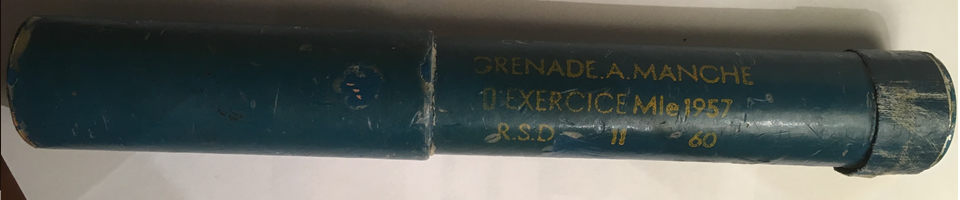 GRENADE.A.MANCHE
D'EXERCICE Mle 1957
R.S.D 11 60